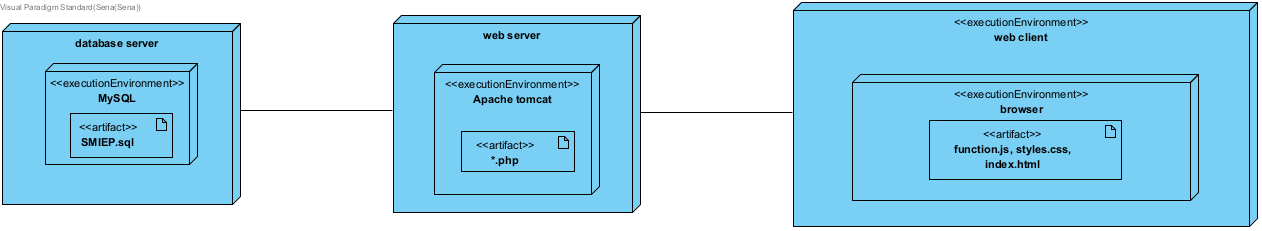 Visual Paradigm Standard(Sena(Sena))
database server
<<executionEnvironment>>
MySQL
<<artifact>>
SMIEP.sql
web server
<<executionEnvironment>>
Apache tomcat
<<artifact>>
*.php
<<executionEnvironment>>
web client
<<executionEnvironment>>
browser
<<artifact>>
function.js, styles.css,
index.html